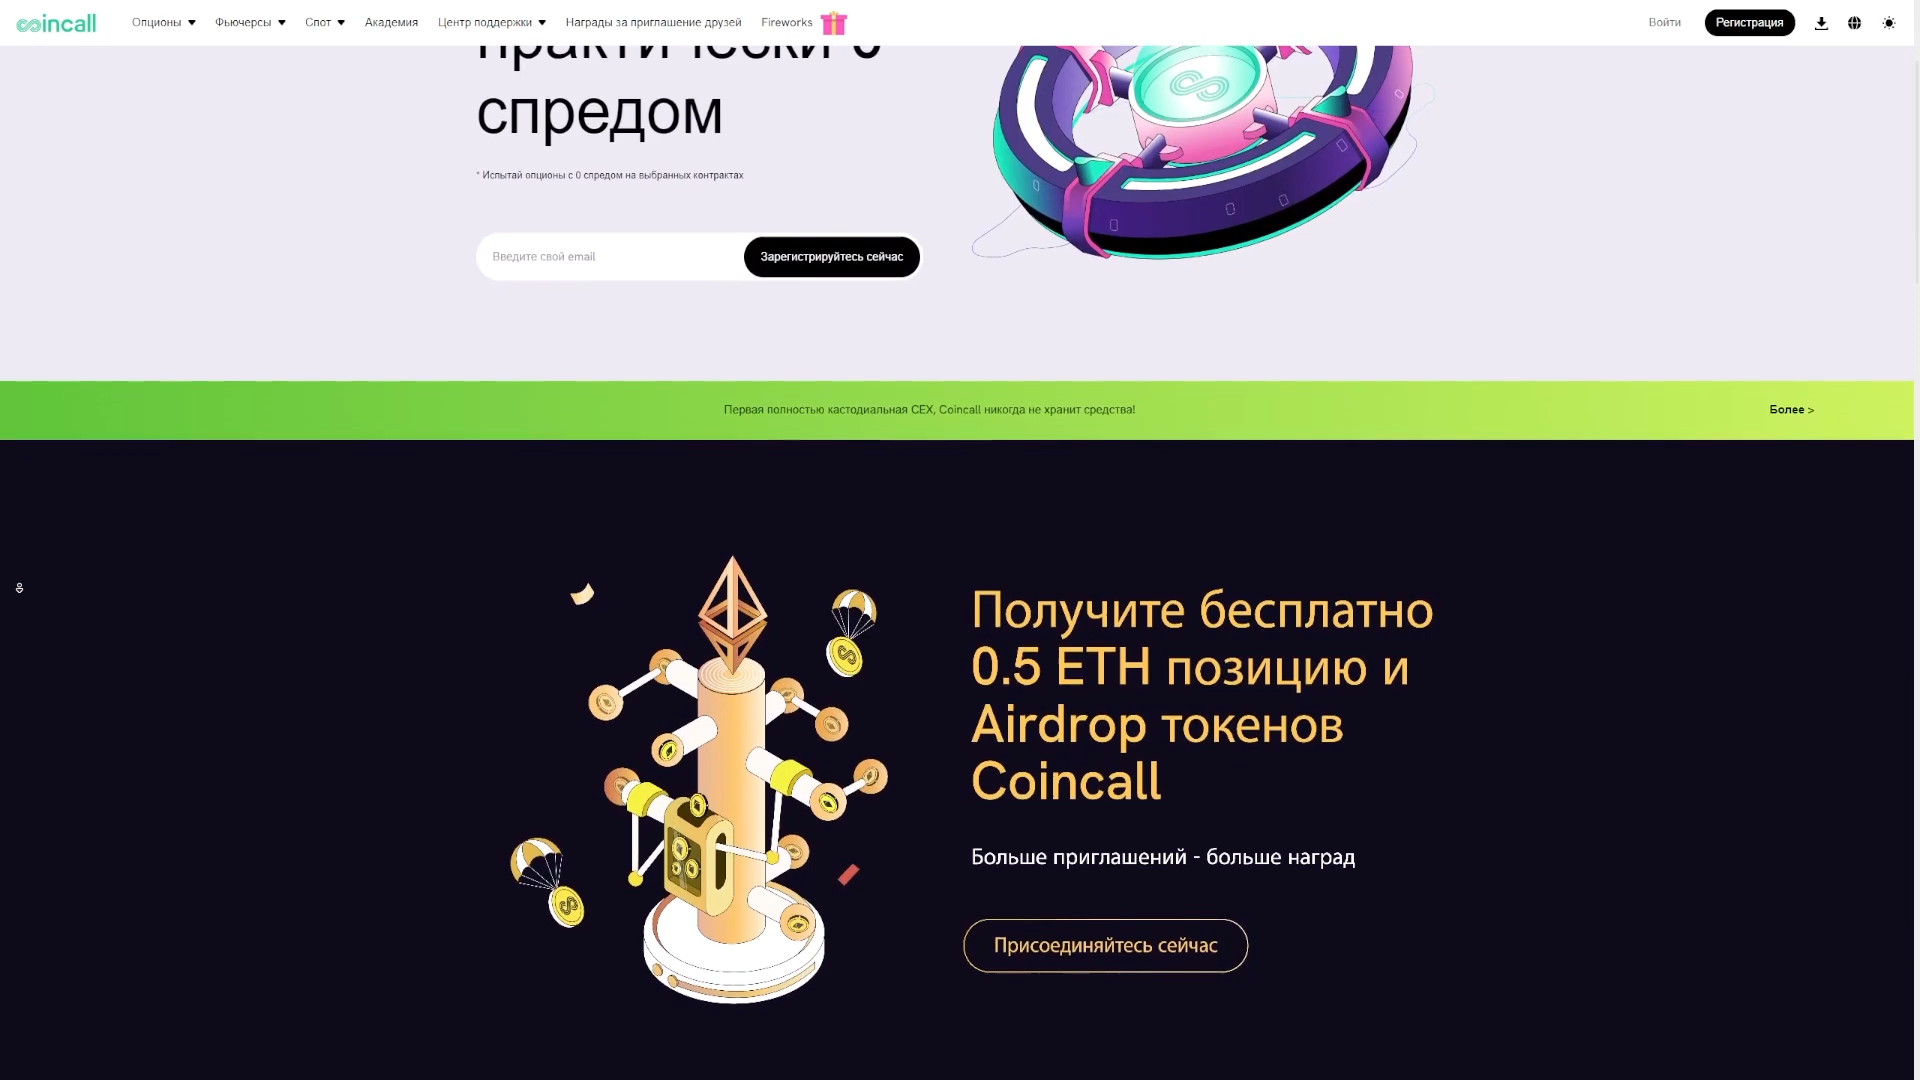 coincall
Опционы
Фьючерсы
Спот
Академия
Центр поддержки
Награды за приглашение друзей
Fireworks
Войти
Регистрация
практически 0
спредом
* Испытай опционы с 0 спредом на выбранных контрактах
Введите свой email
Зарегистрируйтесь сейчас
Первая полностью кастодиальная CEX, Coincall никогда не хранит средства!
Более >
Получите бесплатно
0.5 ETH позицию и
Airdrop токенов
Coincall
Больше приглашений - больше наград
Присоединяйтесь сейчас